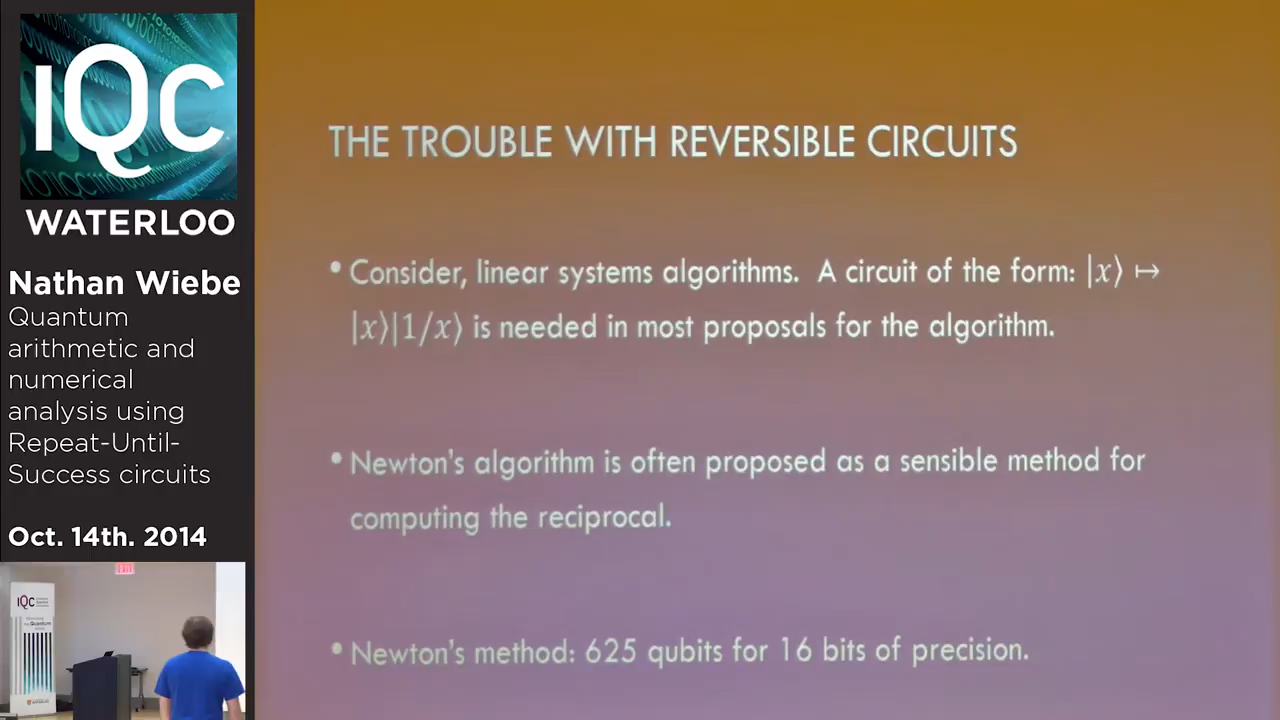 IQC
WATERLOO
Nathan Wiebe
Quantum
arithmetic and
numerical
analysis using
Repeat-Until-
Success circuits
Oct. 14th. 2014
EXIT
IQC
THE TROUBLE WITH REVERSIBLE CIRCUITS
• Consider, linear systems algorithms. A circuit of the form: |x⟩ ↦
|x⟩|1/x⟩ is needed in most proposals for the algorithm.
• Newton's algorithm is often proposed as a sensible method for
computing the reciprocal.
• Newton's method: 625 qubits for 16 bits of precision.